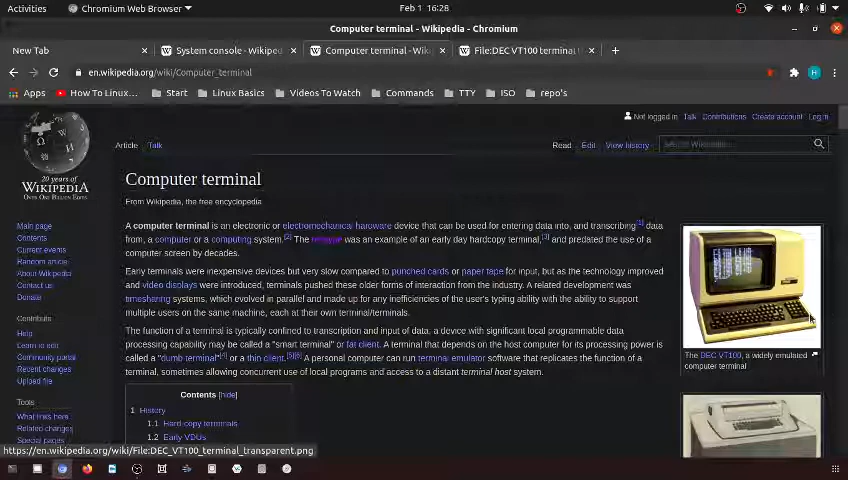 Activities
Chromium Web Browser
Feb 1 16:28
Computer terminal - Wikipedia - Chromium
New Tab
System console - Wikiped
Computer terminal - Wiki
File:DEC VT100 terminal t
en.wikipedia.org/wiki/Computer_terminal
H
Apps
How To Linux…
Start
Linux Basics
Videos To Watch
Commands
TTY
ISO
repo's
Not logged in
Talk
Contributions
Create account
Log in
Article
Talk
Read
Edit
View history
Search Wikipedia
20 years of
WIKIPEDIA
OVER ONE BILLION EDITS
Main page
Contents
Current events
Random article
About Wikipedia
Contact us
Donate
Contribute
Help
Learn to edit
Community portal
Recent changes
Upload file
Tools
What links here
Related changes
Special pages
Computer terminal
From Wikipedia, the free encyclopedia
A computer terminal is an electronic or electromechanical hardware device that can be used for entering data into, and transcribing[1] data
from, a computer or a computing system.[2] The teletype was an example of an early day hardcopy terminal,[3] and predated the use of a
computer screen by decades.
Early terminals were inexpensive devices but very slow compared to punched cards or paper tape for input, but as the technology improved
and video displays were introduced, terminals pushed these older forms of interaction from the industry. A related development was
timesharing systems, which evolved in parallel and made up for any inefficiencies of the user's typing ability with the ability to support
multiple users on the same machine, each at their own terminal/terminals.
The function of a terminal is typically confined to transcription and input of data; a device with significant local programmable data
processing capability may be called a "smart terminal" or fat client. A terminal that depends on the host computer for its processing power is
called a "dumb terminal"[4] or a thin client.[5][6] A personal computer can run terminal emulator software that replicates the function of a
terminal, sometimes allowing concurrent use of local programs and access to a distant terminal host system.
Contents [hide]
1 History
1.1 Hard-copy terminals
1.2 Early VDUs
The DEC VT100, a widely emulated
computer terminal
https://en.wikipedia.org/wiki/File:DEC_VT100_terminal_transparent.png